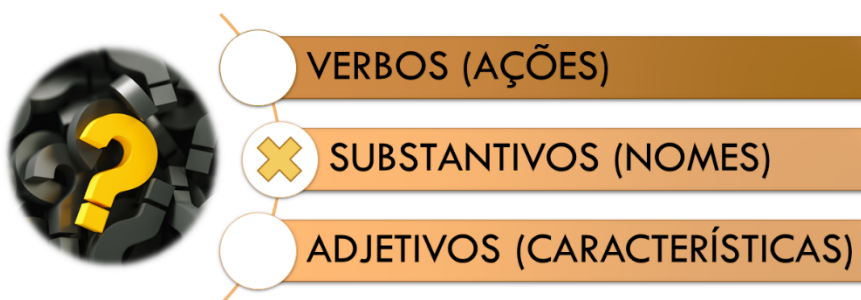 VERBOS (AÇÕES)
SUBSTANTIVOS (NOMES)
ADJETIVOS (CARACTERÍSTICAS)